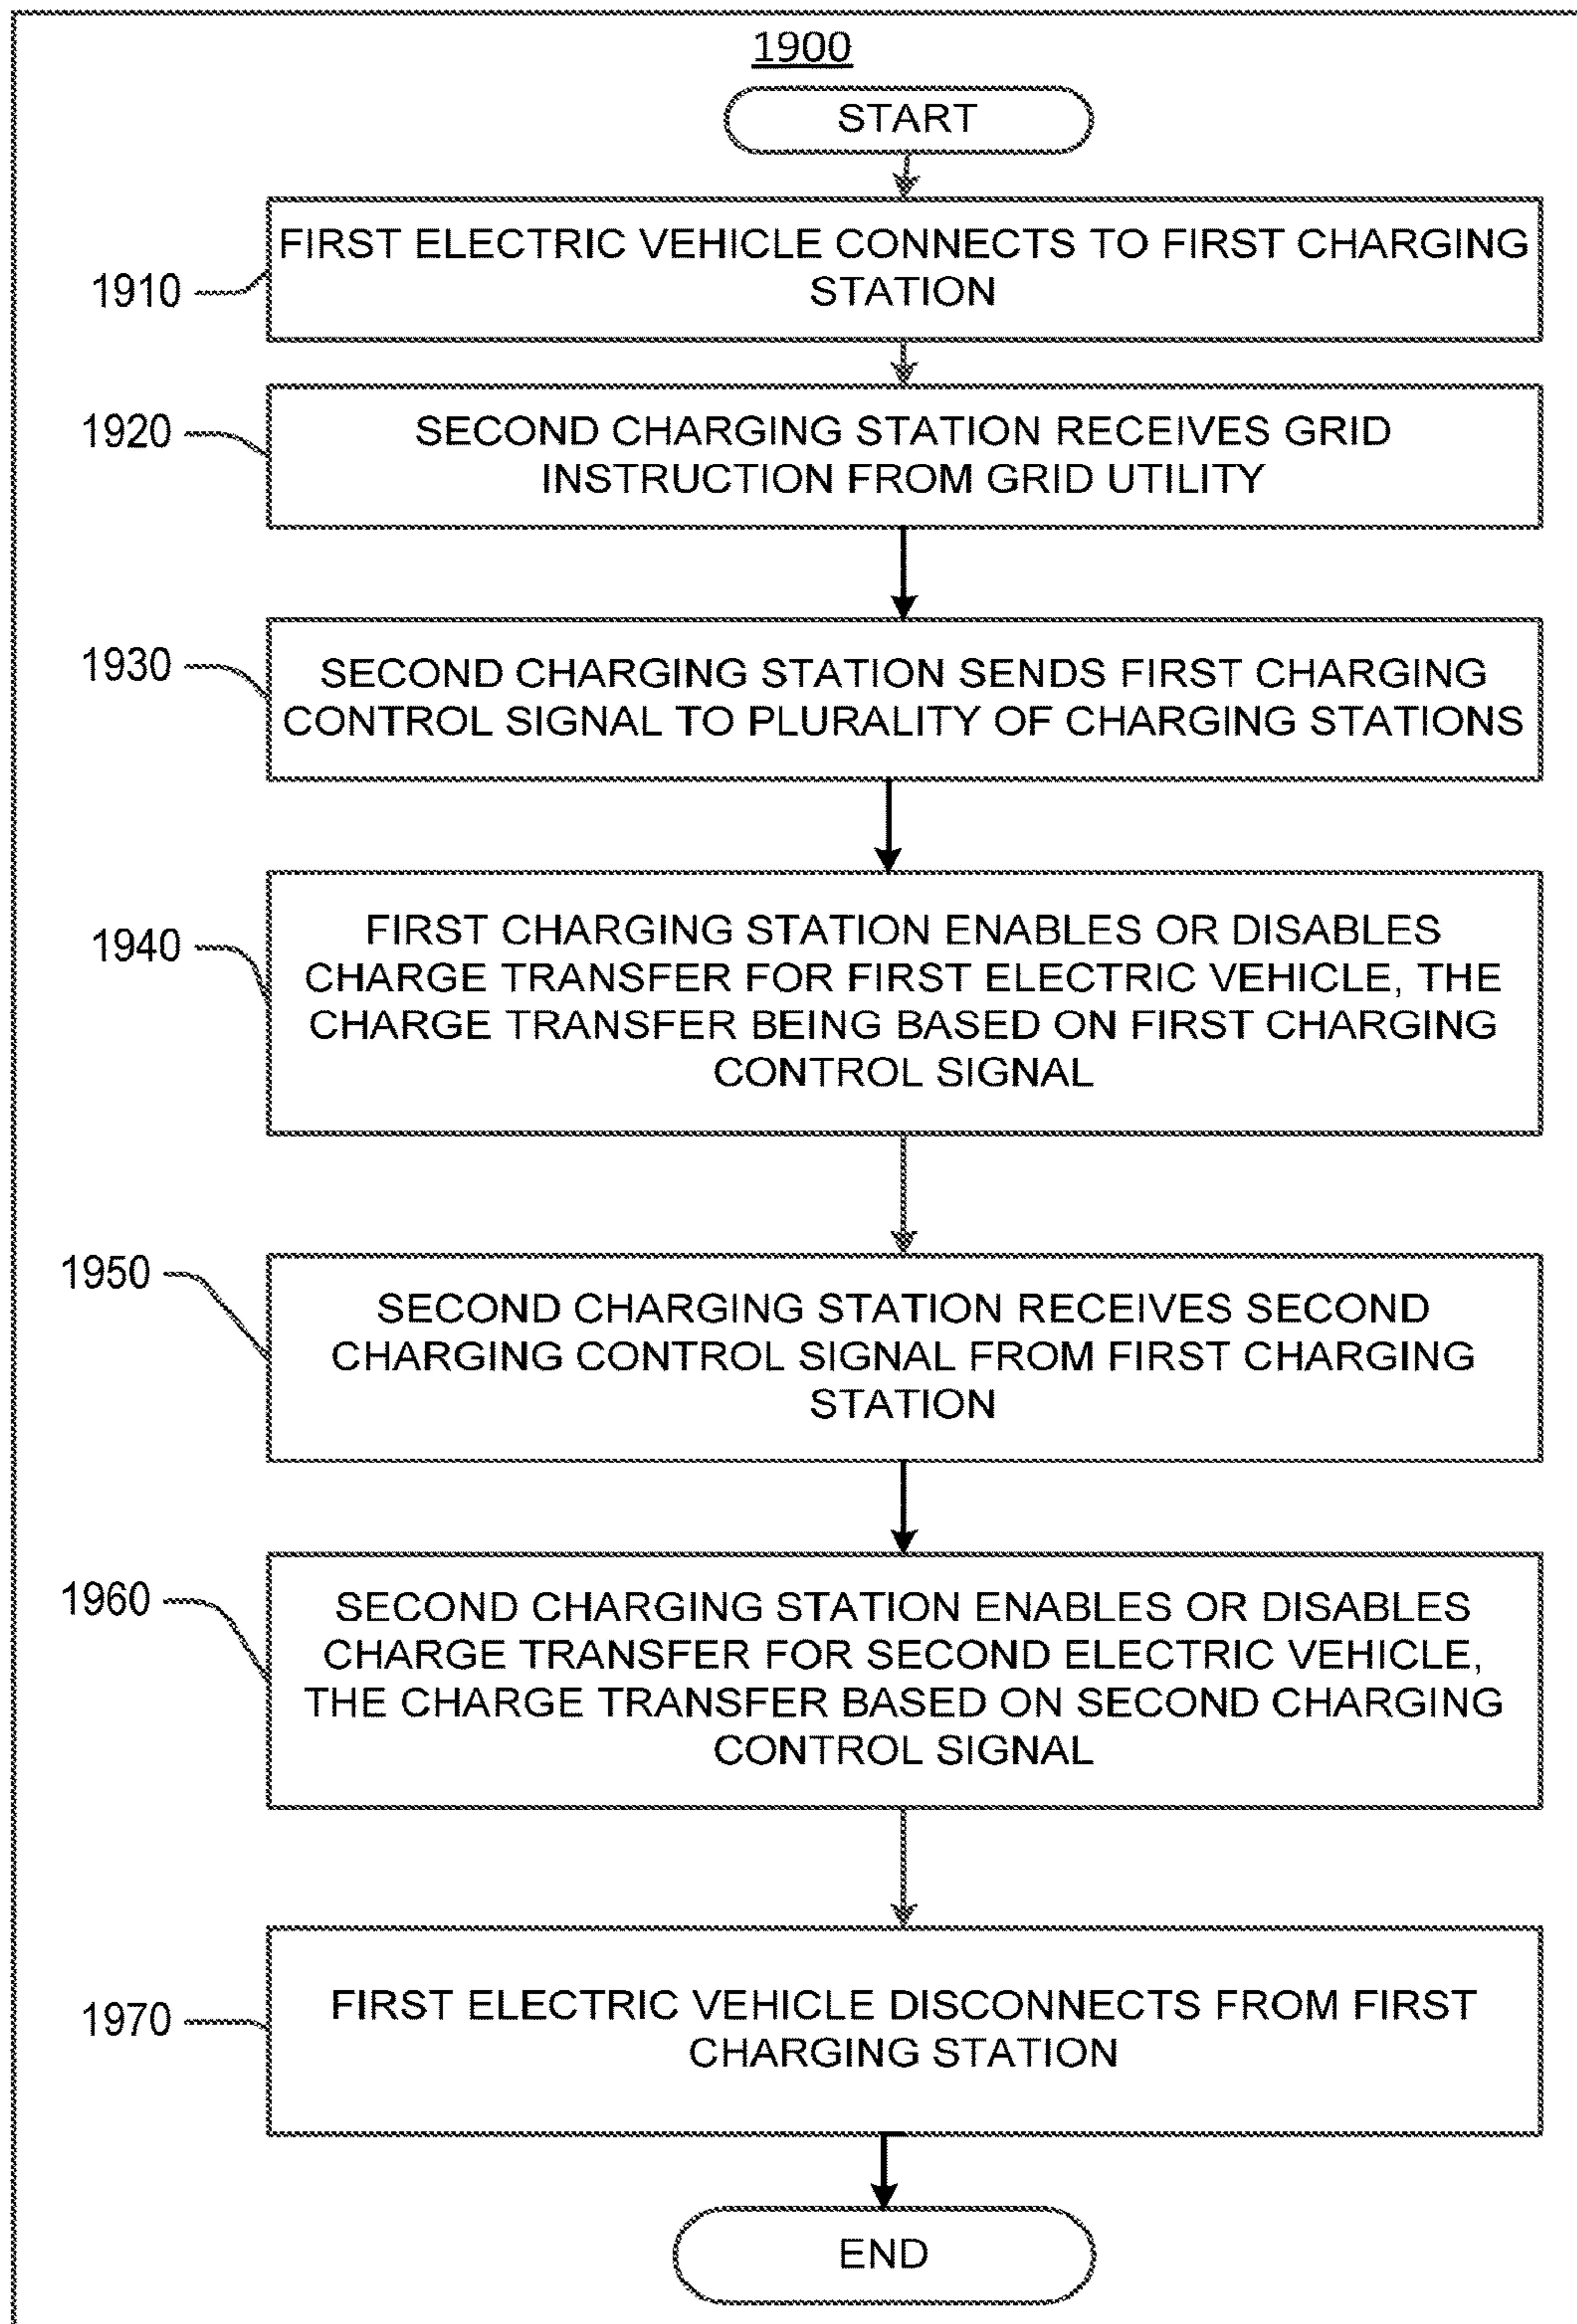 1900
START
FIRST ELECTRIC VEHICLE CONNECTS TO FIRST CHARGING
STATION
1910
SECOND CHARGING STATION RECEIVES GRID
INSTRUCTION FROM GRID UTILITY
1920
SECOND CHARGING STATION SENDS FIRST CHARGING
CONTROL SIGNAL TO PLURALITY OF CHARGING STATIONS
1930
FIRST CHARGING STATION ENABLES OR DISABLES
CHARGE TRANSFER FOR FIRST ELECTRIC VEHICLE, THE
CHARGE TRANSFER BEING BASED ON FIRST CHARGING
CONTROL SIGNAL
1940
SECOND CHARGING STATION RECEIVES SECOND
CHARGING CONTROL SIGNAL FROM FIRST CHARGING
STATION
1950
SECOND CHARGING STATION ENABLES OR DISABLES
CHARGE TRANSFER FOR SECOND ELECTRIC VEHICLE,
THE CHARGE TRANSFER BASED ON SECOND CHARGING
CONTROL SIGNAL
1960
FIRST ELECTRIC VEHICLE DISCONNECTS FROM FIRST
CHARGING STATION
1970
END